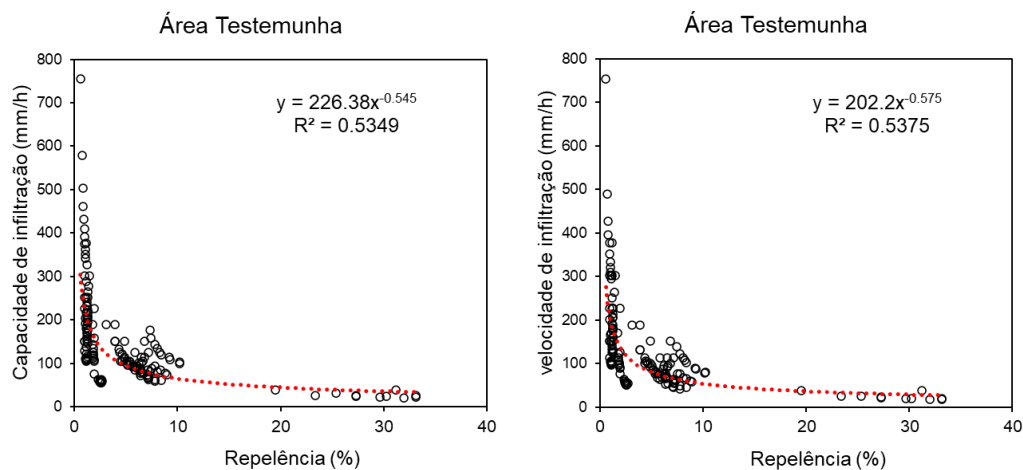 Área Testemunha
Capacidade de infiltração (mm/h)
800
700
600
500
400
300
200
100
0
y = 226.38x^-0.545
R² = 0.5349
0 10 20 30 40
Repelência (%)
Área Testemunha
velocidade de infiltração (mm/h)
800
700
600
500
400
300
200
100
0
y = 202.2x^-0.575
R² = 0.5375
0 10 20 30 40
Repelência (%)